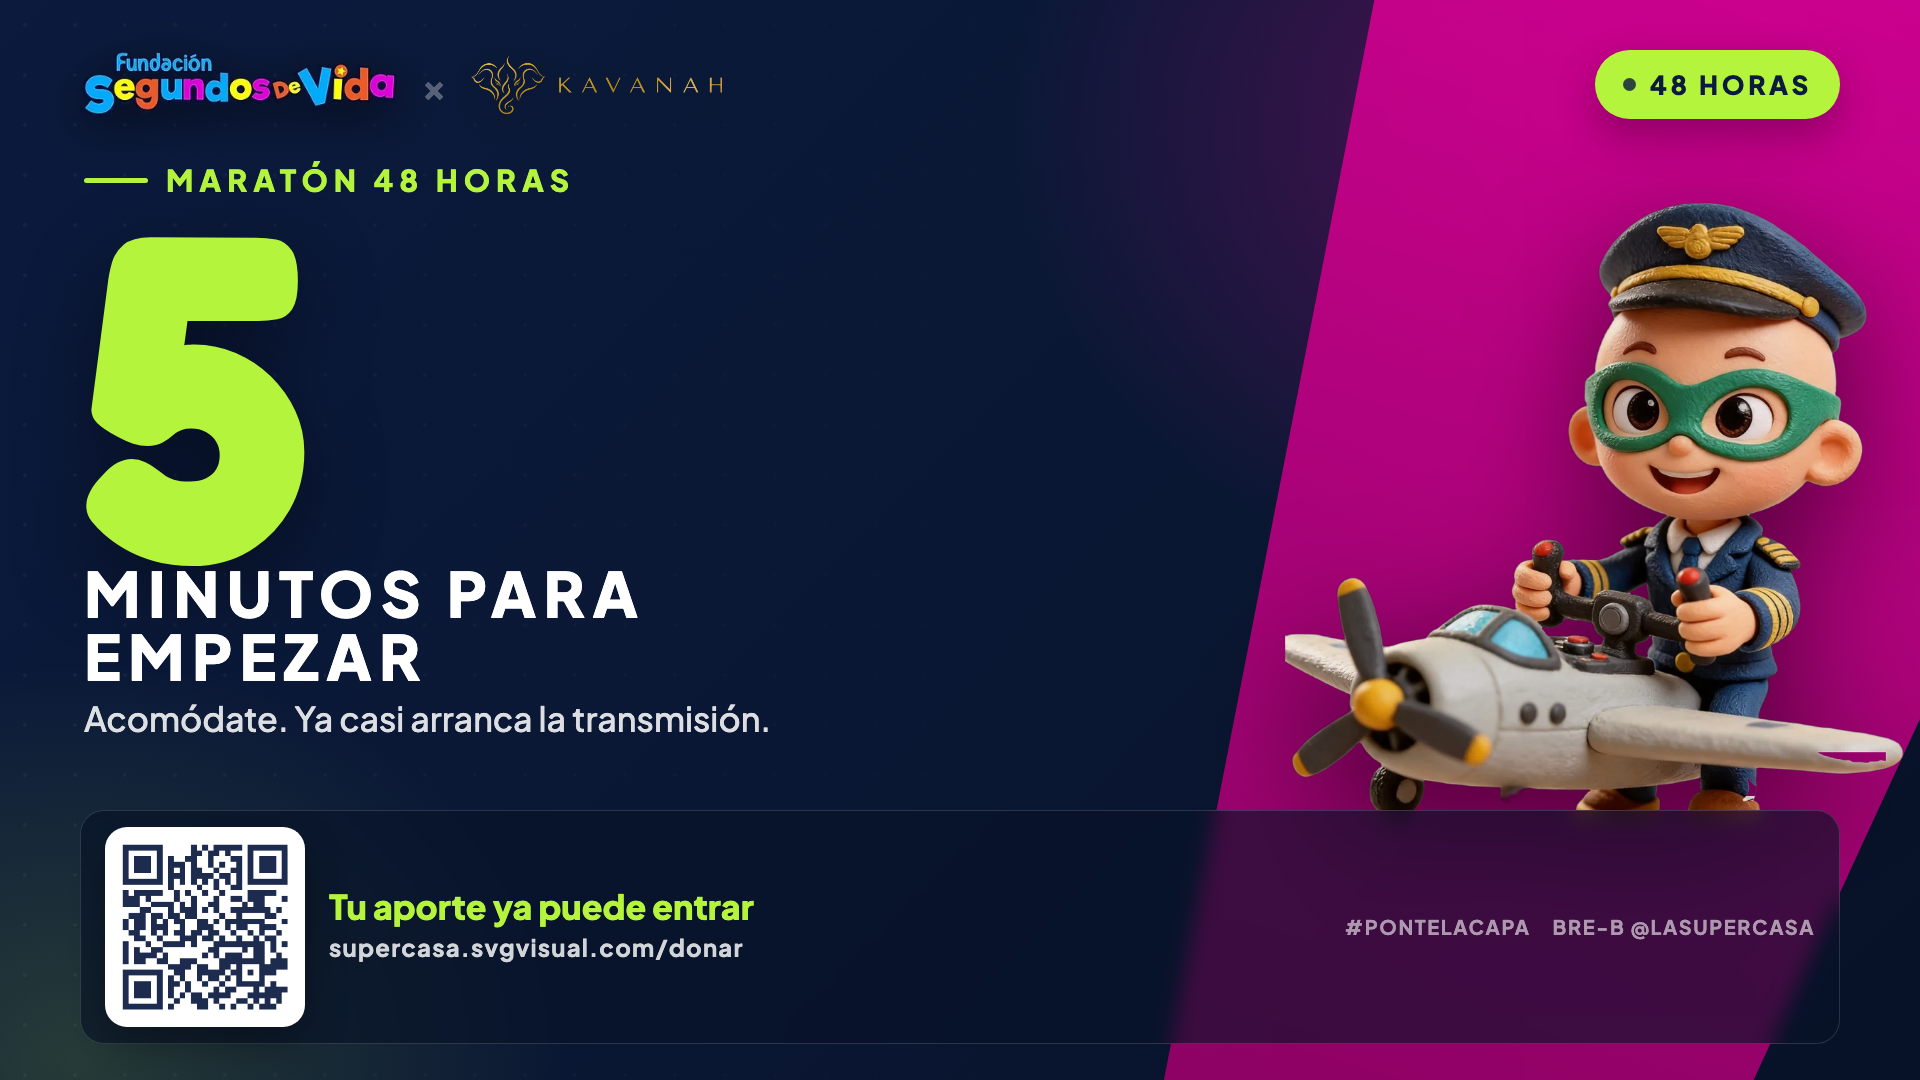 Fundación
Segundos DE Vida × KAVANAH
48 HORAS
MARATÓN 48 HORAS
5
MINUTOS PARA
EMPEZAR
Acomódate. Ya casi arranca la transmisión.
Tu aporte ya puede entrar
supercasa.svgvisual.com/donar
#PONTELACAPA BRE-B @LASUPERCASA